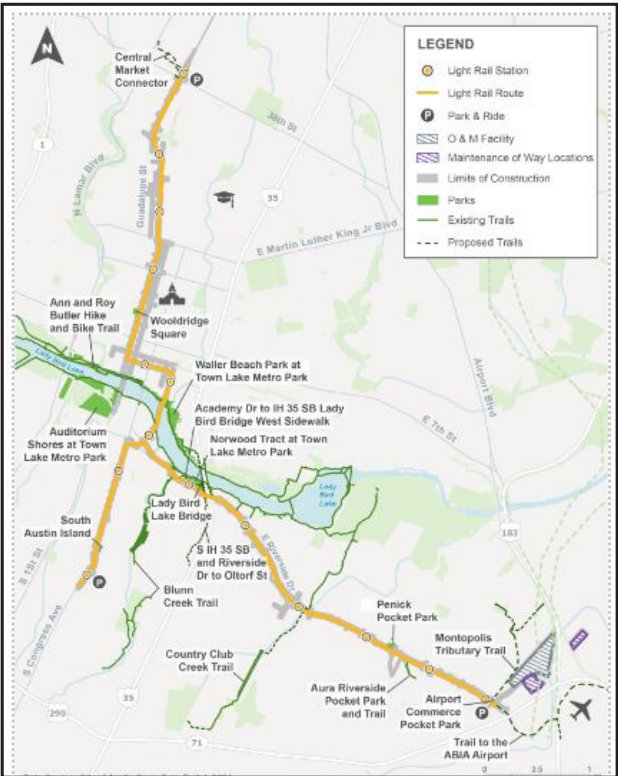 N
Central
Market
Connector
P
38th St
1
N Lamar Blvd
Guadalupe St
35
E Martin Luther King Jr Blvd
LEGEND
Light Rail Station
Light Rail Route
P
Park & Ride
O & M Facility
Maintenance of Way Locations
Limits of Construction
Parks
Existing Trails
Proposed Trails
Ann and Roy
Butler Hike
and Bike Trail
Wooldridge
Square
Lady Bird Lake
Waller Beach Park at
Town Lake Metro Park
Airport Blvd
Academy Dr to IH 35 SB Lady
Bird Bridge West Sidewalk
E 7th St
Auditorium
Shores at Town
Lake Metro Park
Norwood Tract at Town
Lake Metro Park
Lady
Bird
Lake
Lady Bird
Lake Bridge
183
South
Austin Island
S 1St St
S IH 35 SB
and Riverside
Dr to Oltorf St
E Riverside Dr
P
Blunn
Creek Trail
S Congress Ave
Penick
Pocket Park
Montopolis
Tributary Trail
Country Club
Creek Trail
Aura Riverside
Pocket Park
and Trail
Airport
Commerce
Pocket Park
P
35
290
71
Trail to the
ABIA Airport
0 0.5 1